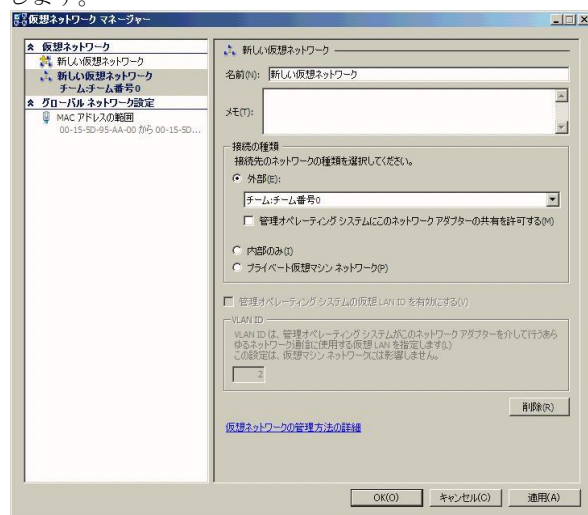 します。
仮想ネットワーク マネージャー
仮想ネットワーク
新しい仮想ネットワーク
新しい仮想ネットワーク
チーム:チーム番号0
グローバル ネットワーク設定
MAC アドレスの範囲
00-15-5D-95-AA-00 から 00-15-5D...
新しい仮想ネットワーク
名前(N): 新しい仮想ネットワーク
メモ(T):
接続の種類
接続先のネットワークの種類を選択してください。
外部(E):
チーム:チーム番号0
管理オペレーティング システムにこのネットワーク アダプターの共有を許可する(M)
内部のみ(I)
プライベート仮想マシン ネットワーク(P)
管理オペレーティング システムの仮想 LAN ID を有効にする(V)
VLAN ID
VLAN ID は、管理オペレーティング システムがこのネットワーク アダプターを介して行うあら
ゆるネットワーク通信に使用する仮想 LAN を指定します(L)
この設定は、仮想マシン ネットワークには影響しません。
2
削除(R)
仮想ネットワークの管理方法の詳細
OK(O) キャンセル(C) 適用(A)